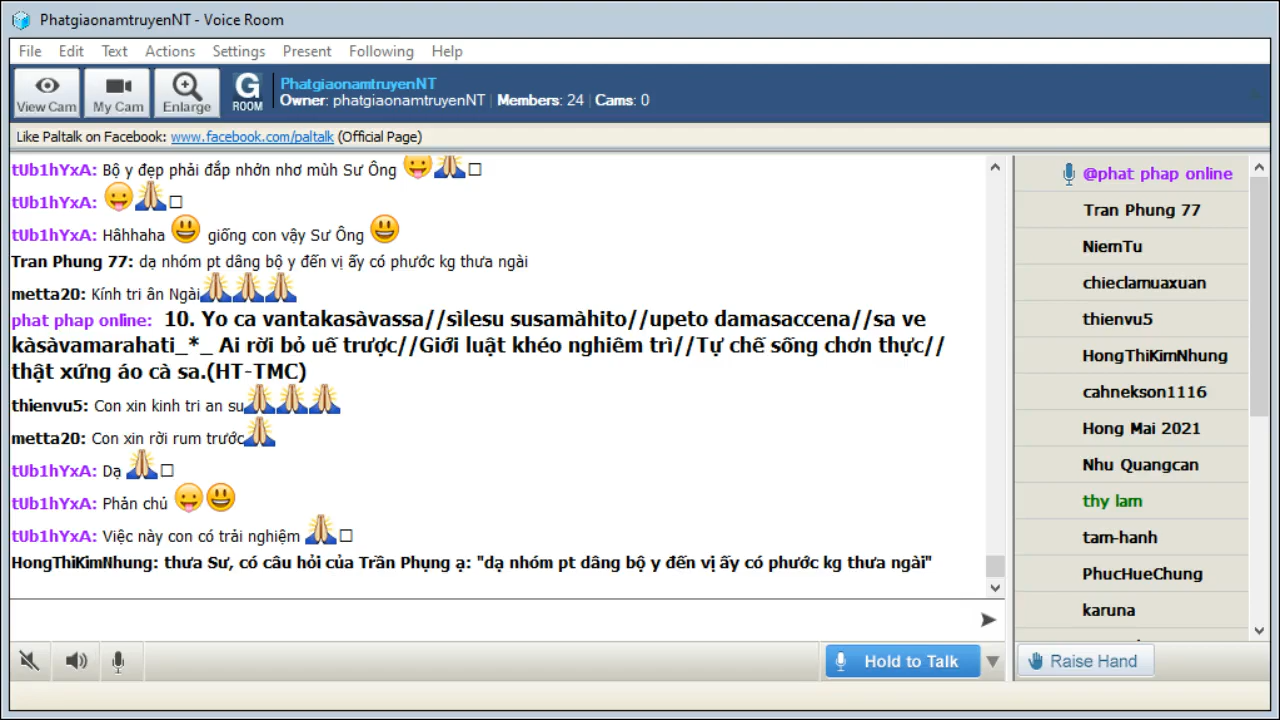 PhatgiaonamtruyenNT - Voice Room
File Edit Text Actions Settings Present Following Help
View Cam My Cam Enlarge G ROOM
PhatgiaonamtruyenNT
Owner: phatgiaonamtruyenNT | Members: 24 | Cams: 0
Like Paltalk on Facebook: www.facebook.com/paltalk (Official Page)
tUb1hYxA: Bộ y đẹp phải đắp nhớn nhơ mùh Sư Ông
tUb1hYxA:
tUb1hYxA: Hâhhaha giống con vậy Sư Ông
Tran Phung 77: dạ nhóm pt dâng bộ y đến vị ấy có phước kg thưa ngài
metta20: Kính tri ân Ngài
phat phap online: 10. Yo ca vantakasàvassa//sìlesu susamàhito//upeto damasaccena//sa ve
kàsàvamarahati_*_ Ai rời bỏ uế trược//Giới luật khéo nghiêm trì//Tự chế sống chơn thực//
thật xứng áo cà sa.(HT-TMC)
thienvu5: Con xin kinh tri an su
metta20: Con xin rời rum trước
tUb1hYxA: Dạ
tUb1hYxA: Phản chủ
tUb1hYxA: Việc này con có trải nghiệm
HongThiKimNhung: thưa Sư, có câu hỏi của Trần Phụng ạ: "dạ nhóm pt dâng bộ y đến vị ấy có phước kg thưa ngài"
Hold to Talk
@phat phap online
Tran Phung 77
NiemTu
chieclamuaxuan
thienvu5
HongThiKimNhung
cahnekson1116
Hong Mai 2021
Nhu Quangcan
thy lam
tam-hanh
PhucHueChung
karuna
Raise Hand